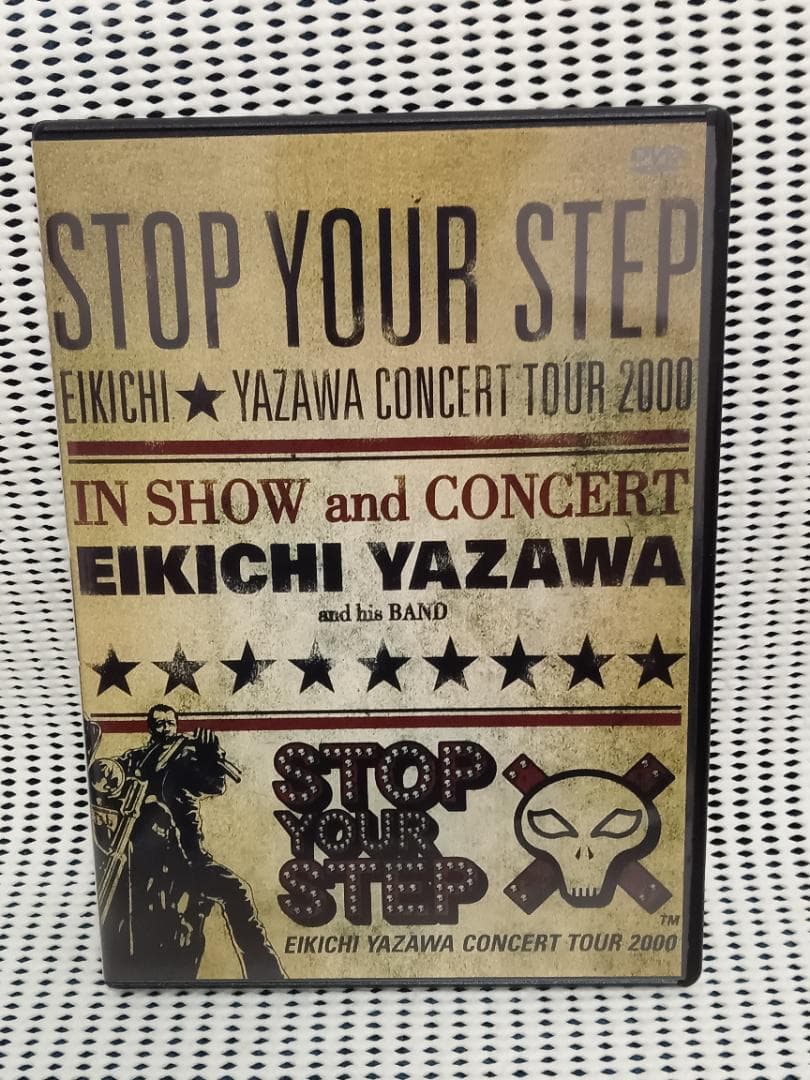 DVD
STOP YOUR STEP
EIKICHI ★ YAZAWA CONCERT TOUR 2000
IN SHOW and CONCERT
EIKICHI YAZAWA
and his BAND
★ ★ ★ ★ ★ ★ ★ ★ ★
STOP
YOUR
STEP
TM
EIKICHI YAZAWA CONCERT TOUR 2000